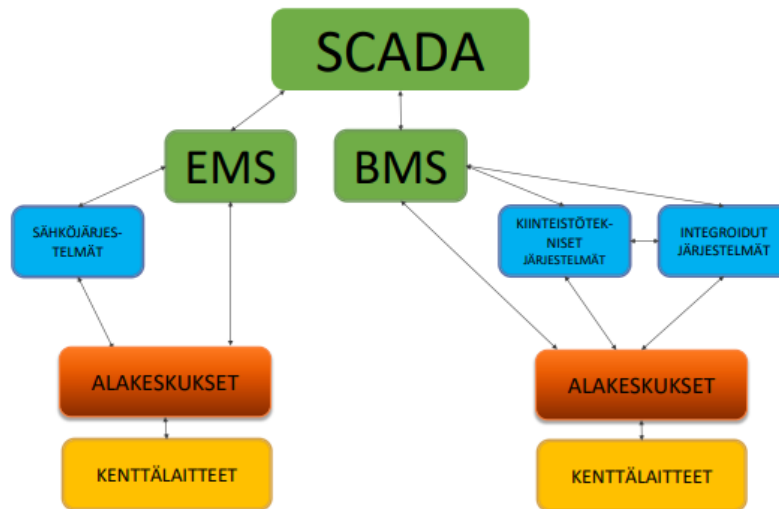 SCADA
EMS
BMS
SÄHKÖJÄRJES-
TELMÄT
KIINTEISTÖTEK-
NISET
JÄRJESTELMÄT
INTEGROIDUT
JÄRJESTELMÄT
ALAKESKUKSET
ALAKESKUKSET
KENTTÄLAITTEET
KENTTÄLAITTEET